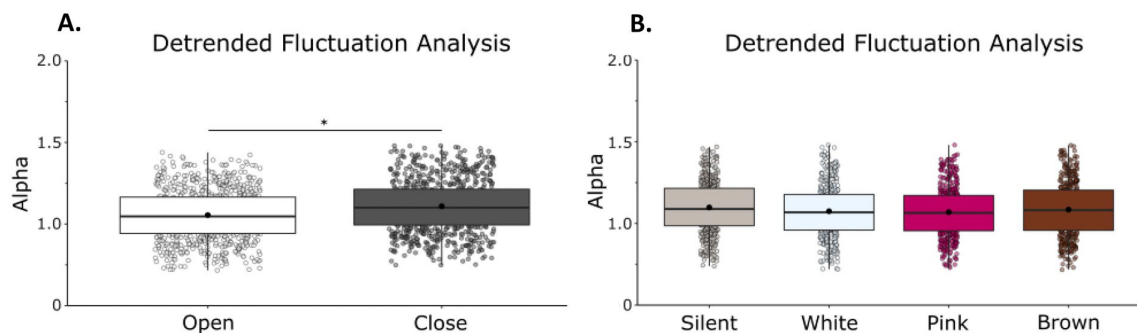 A.
Detrended Fluctuation Analysis
2.0
1.5
1.0
0
Alpha
*
Open Close
B.
Detrended Fluctuation Analysis
2.0
1.5
1.0
0
Alpha
Silent White Pink Brown